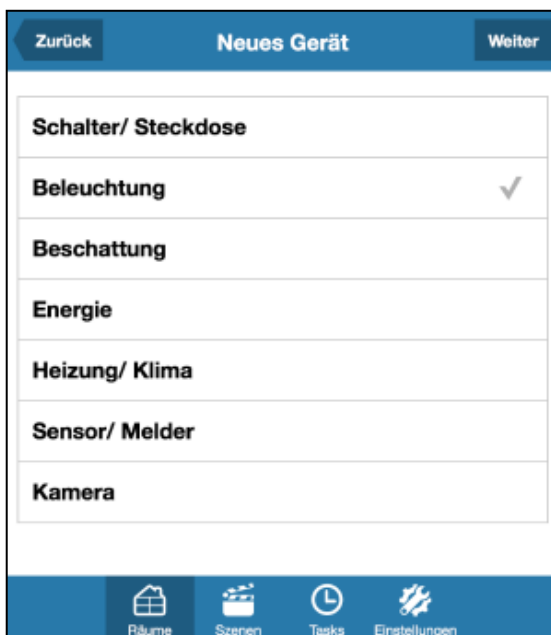 Zurück Neues Gerät Weiter
Schalter/ Steckdose
Beleuchtung
Beschattung
Energie
Heizung/ Klima
Sensor/ Melder
Kamera
Räume Szenen Tasks Einstellungen